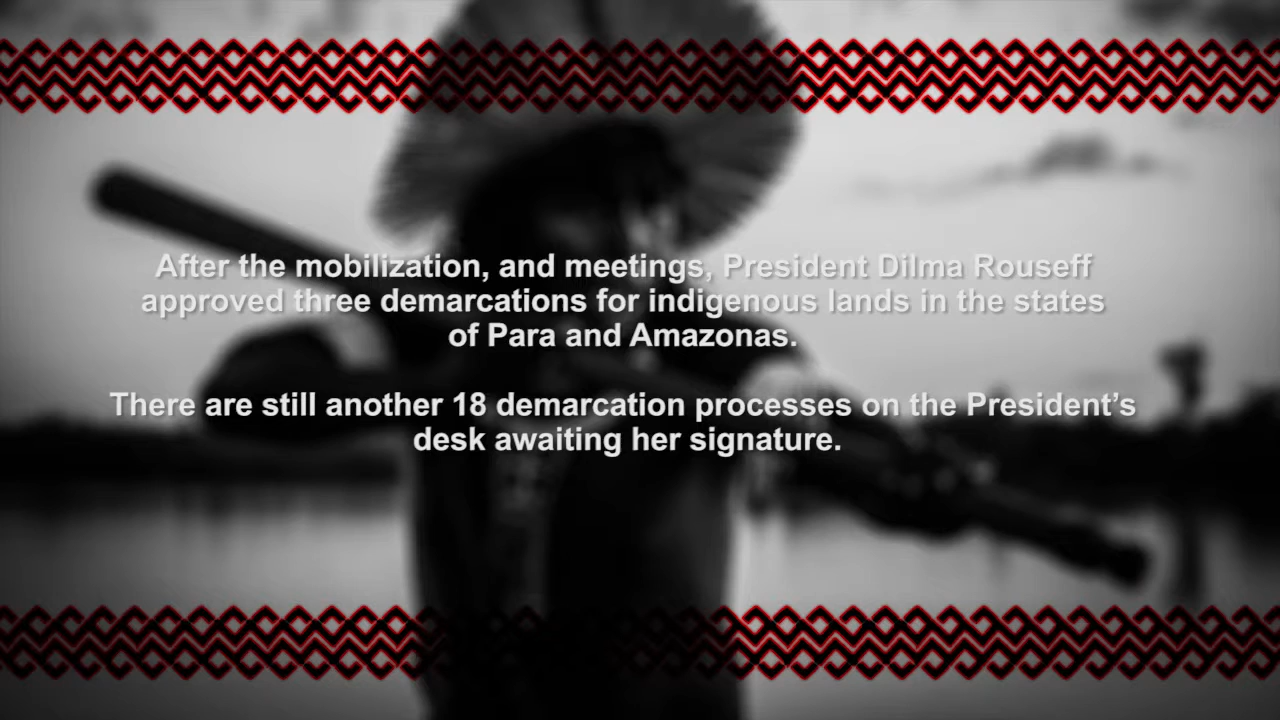 After the mobilization, and meetings, President Dilma Rouseff
approved three demarcations for indigenous lands in the states
of Para and Amazonas.
There are still another 18 demarcation processes on the President’s
desk awaiting her signature.